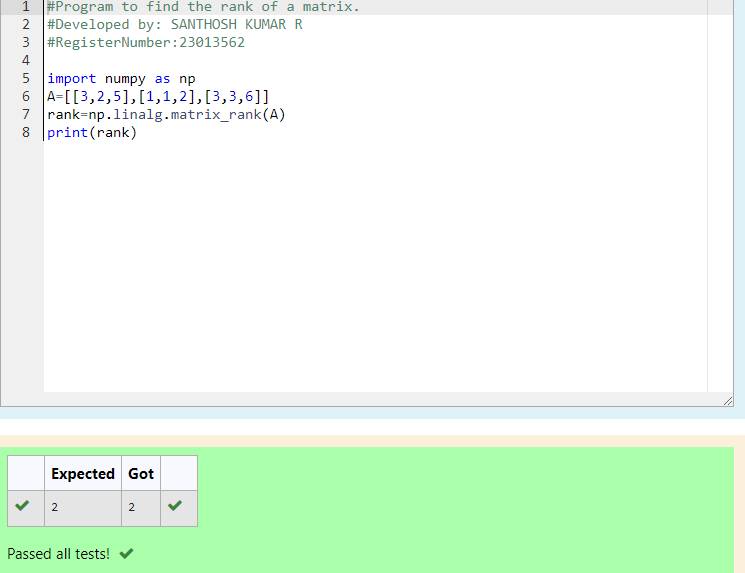 1 #Program to find the rank of a matrix.
2 #Developed by: SANTHOSH KUMAR R
3 #RegisterNumber:23013562
4
5 import numpy as np
6 A=[[3,2,5],[1,1,2],[3,3,6]]
7 rank=np.linalg.matrix_rank(A)
8 print(rank)
Expected Got
2 2
Passed all tests!